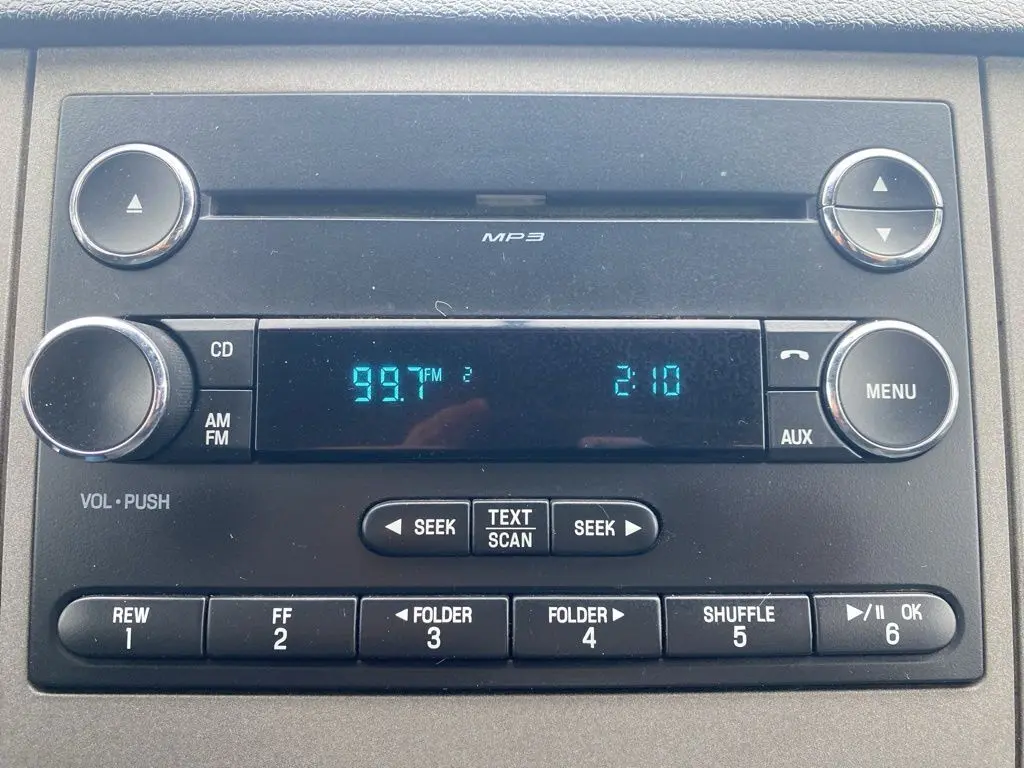 MP3
CD
AM
FM
99.7 FM 2 2:10
AUX
MENU
VOL • PUSH
◄ SEEK
TEXT
SCAN
SEEK ►
REW
1
FF
2
◄ FOLDER
3
FOLDER ►
4
SHUFFLE
5
►/II OK
6